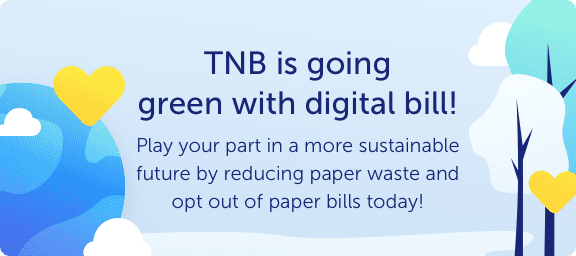 TNB is going
green with digital bill!
Play your part in a more sustainable
future by reducing paper waste and
opt out of paper bills today!